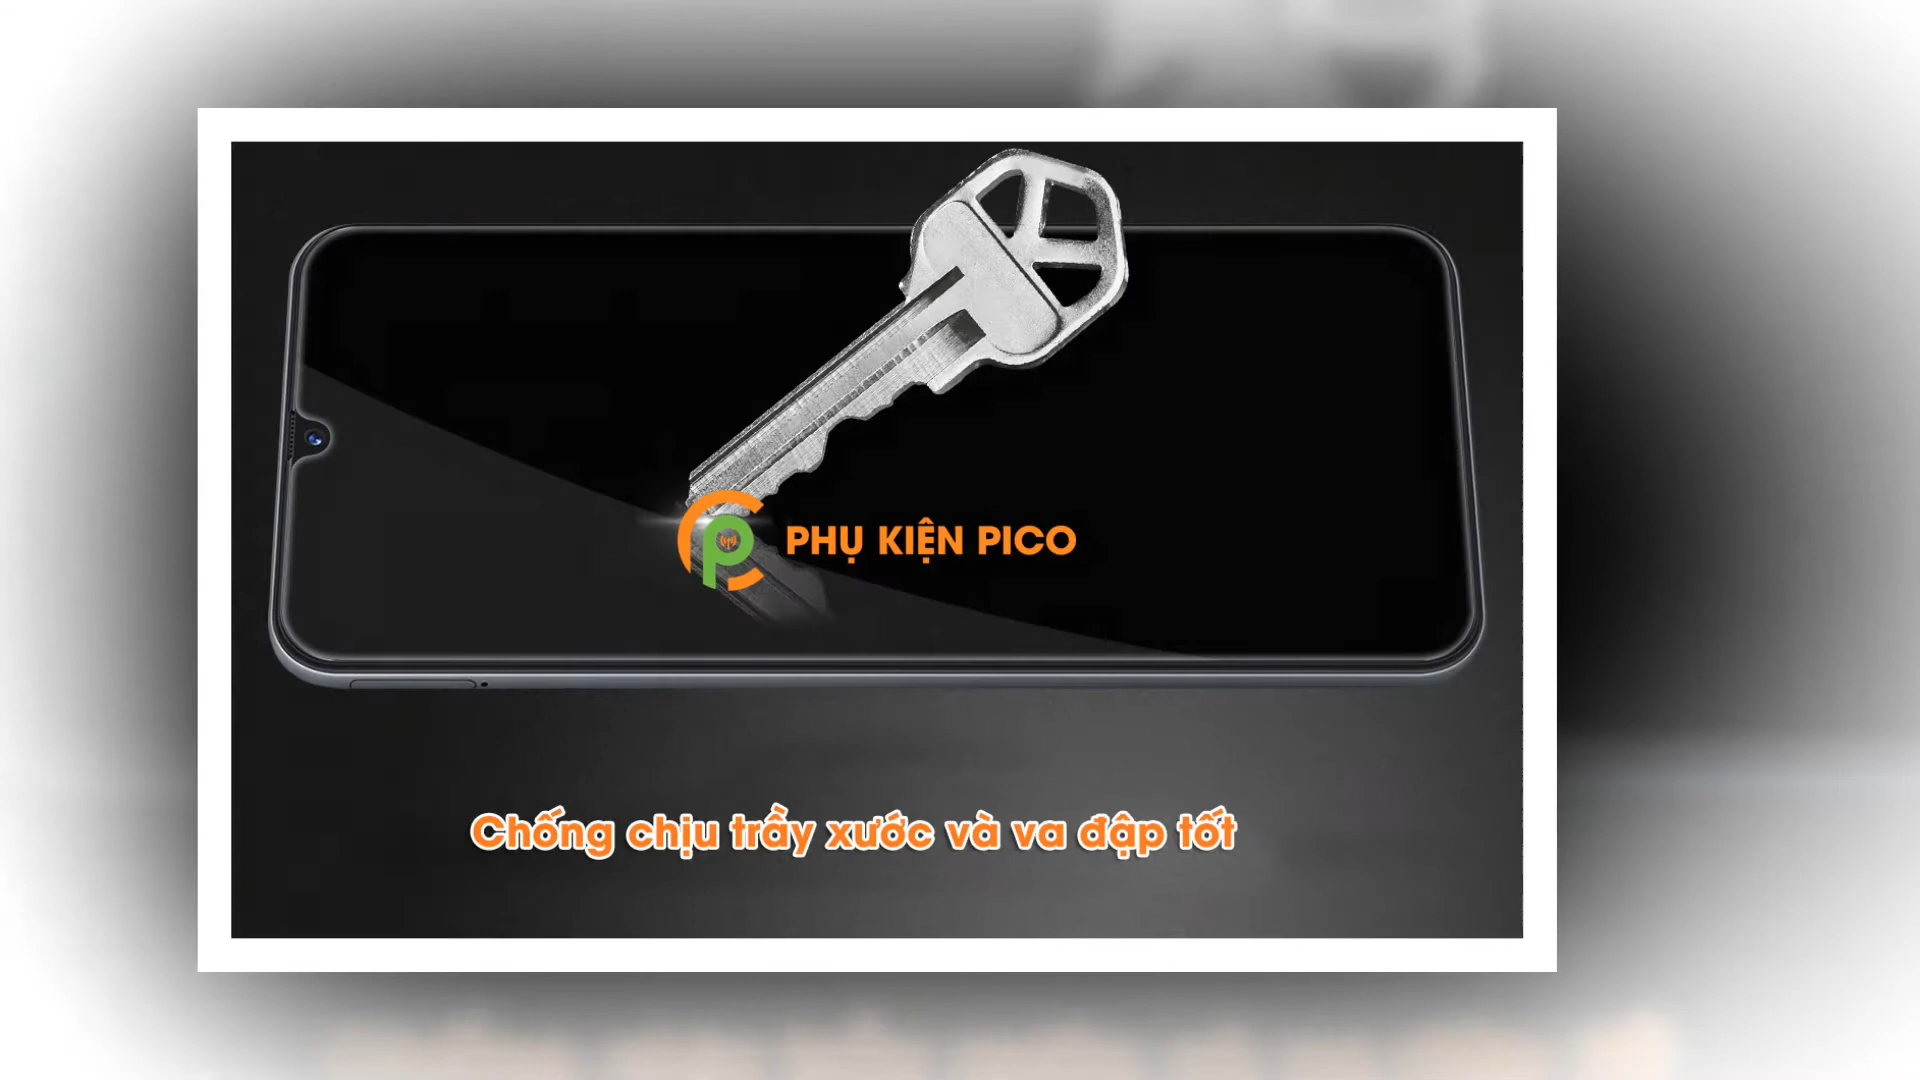 PHỤ KIỆN PICO
Chống chịu trầy xước và va đập tốt